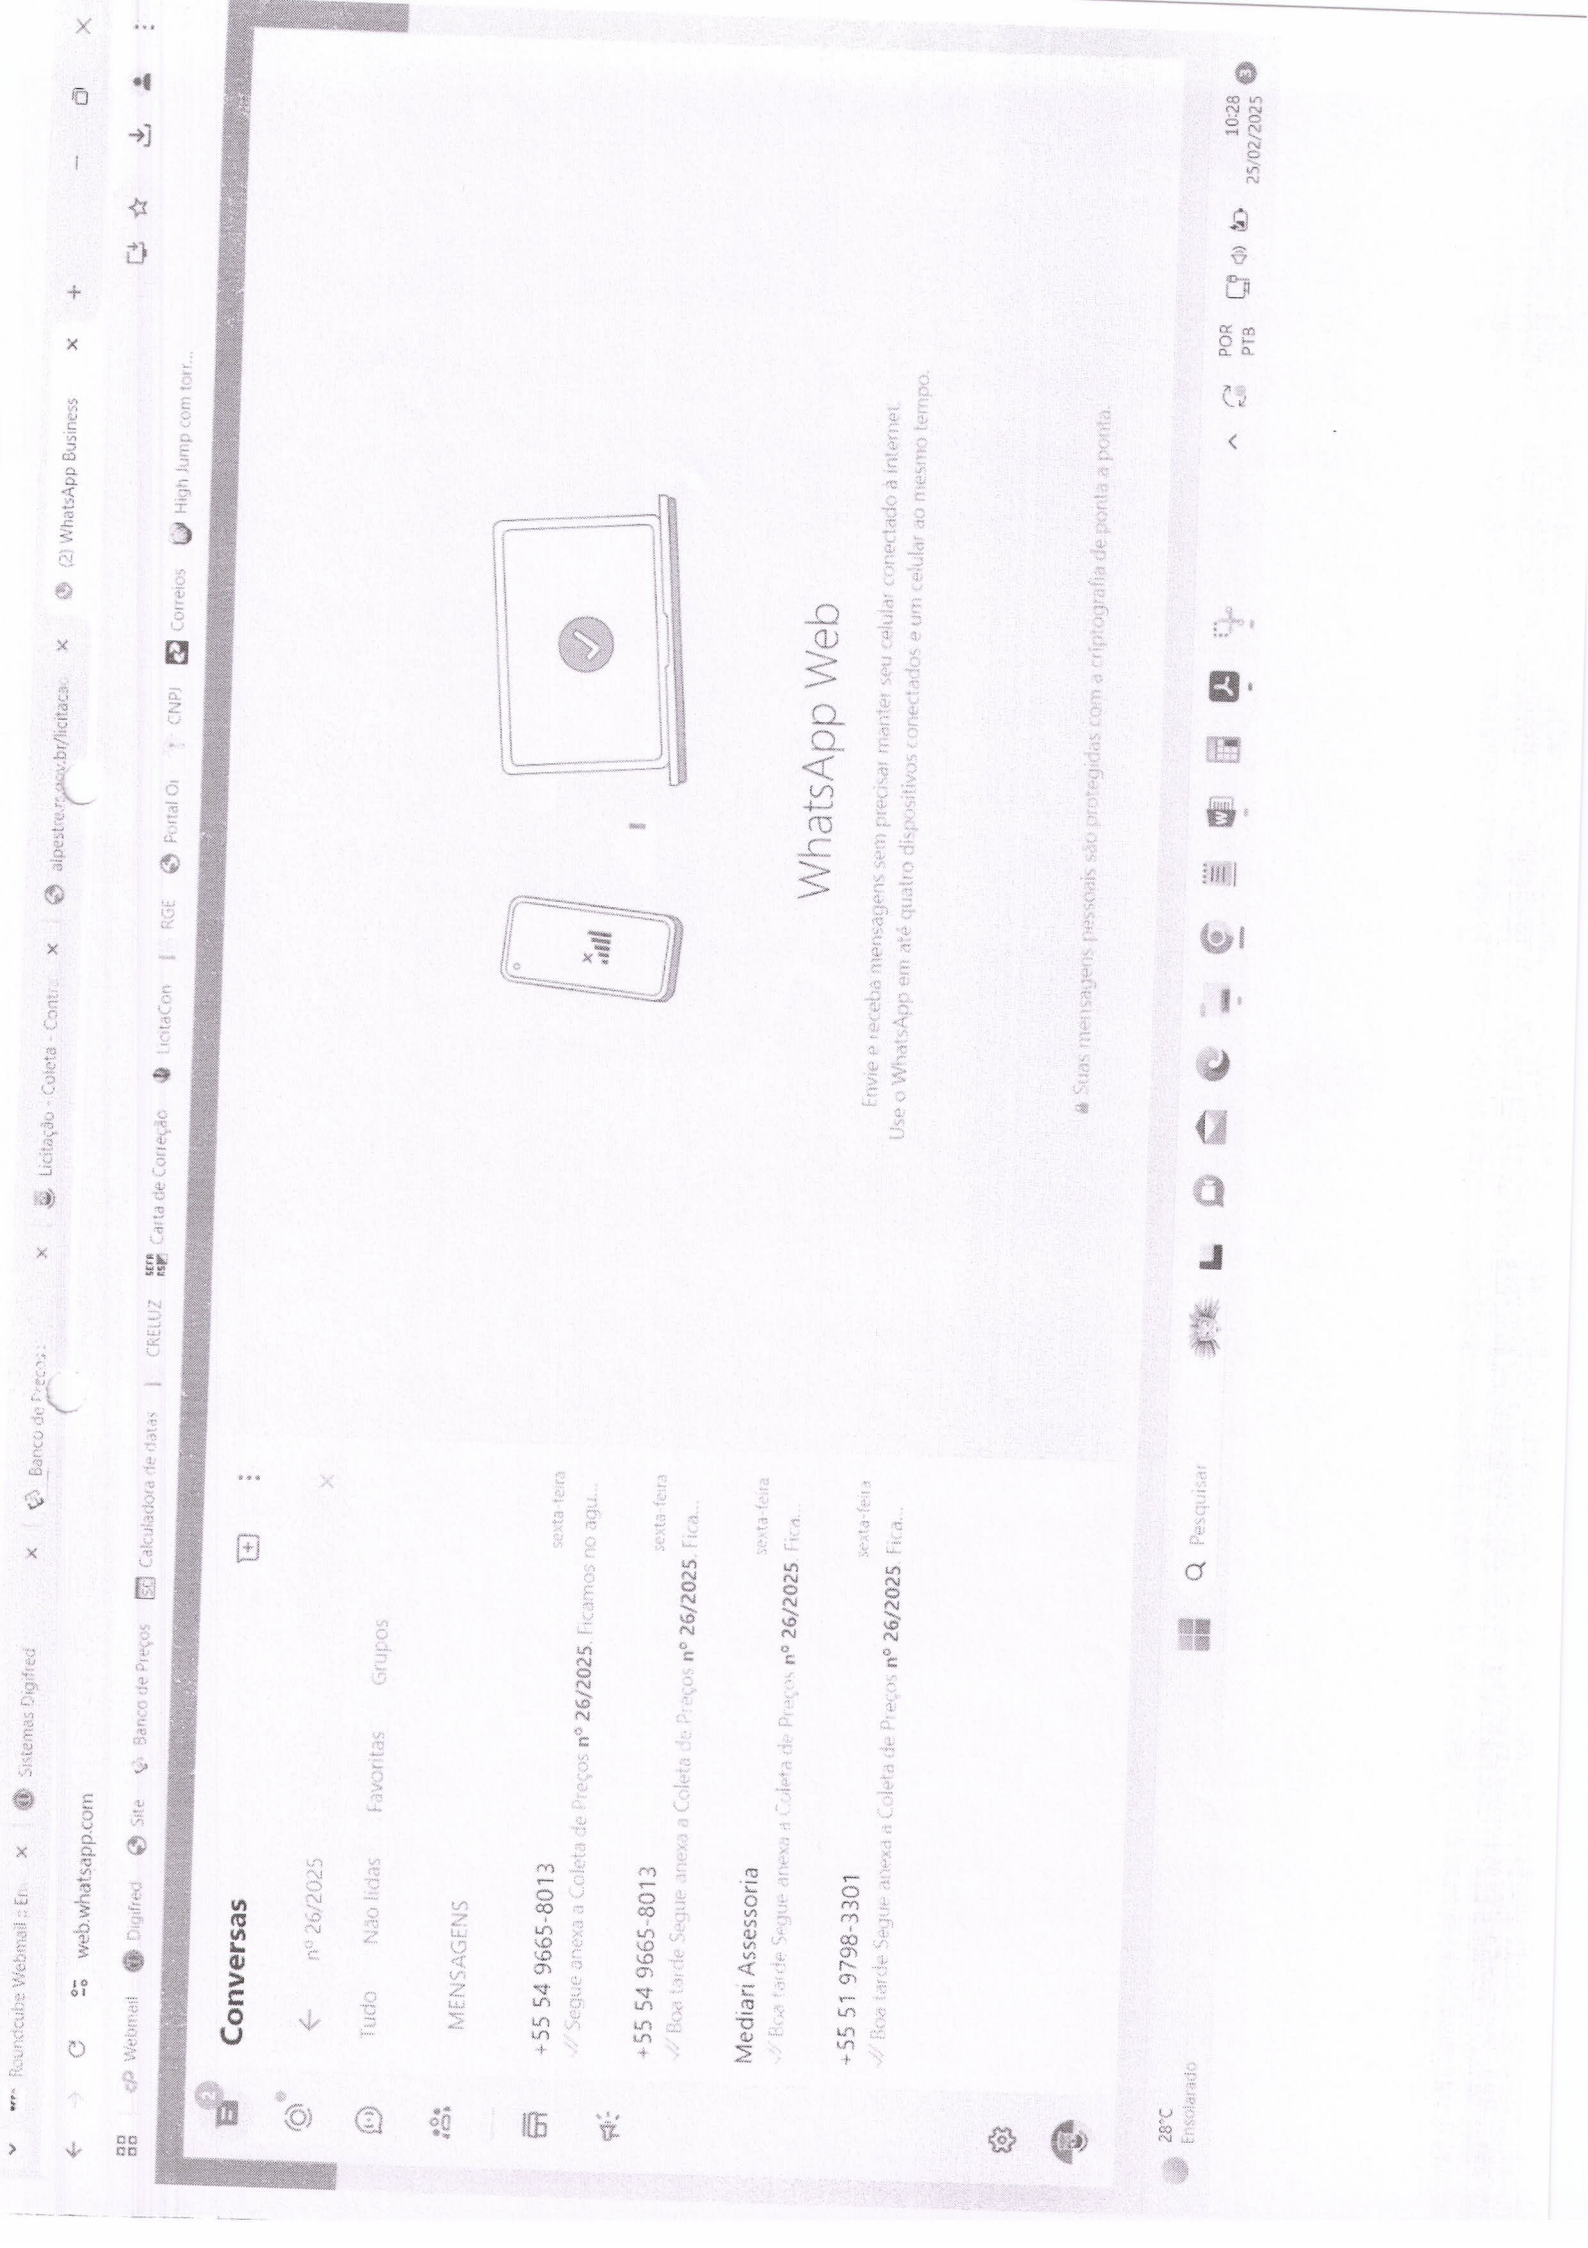 Roundcube Webmail :: En
Sistemas Digifred
Banco de Preços ::
Licitação - Coleta - Contr
alpestre.rs.gov.br/licitacao
(2) WhatsApp Business
web.whatsapp.com
Webmail
Digifred
Site
Banco de Preços
Calculadora de datas
CRELUZ
Carta de Correção
LicitaCon
RGE
Portal Or
CNPJ
Correios
High Jump com torr...
2
Conversas
nº 26/2025
Tudo Não lidas Favoritas Grupos
MENSAGENS
+55 54 9665-8013 sexta-feira
Segue anexa a Coleta de Preços nº 26/2025. Ficamos no agu...
+55 54 9665-8013 sexta-feira
Boa tarde Segue anexa a Coleta de Preços nº 26/2025. Fica...
Mediari Assessoria sexta-feira
Boa tarde Segue anexa a Coleta de Preços nº 26/2025. Fica...
+55 51 9798-3301 sexta-feira
Boa tarde Segue anexa a Coleta de Preços nº 26/2025. Fica...
WhatsApp Web
Envie e receba mensagens sem precisar manter seu celular conectado à internet.
Use o WhatsApp em até quatro dispositivos conectados e um celular ao mesmo tempo.
Suas mensagens pessoais são protegidas com a criptografia de ponta a ponta.
28°C
Ensolarado
Pesquisar
POR
PTB
10:28
25/02/2025
3